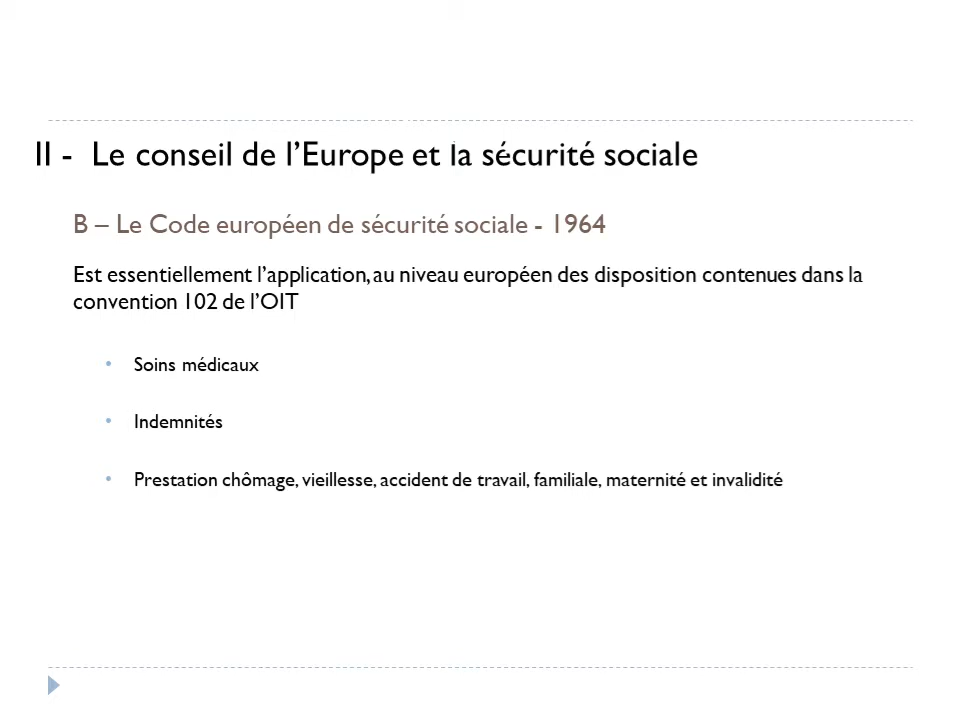 II - Le conseil de l’Europe et la sécurité sociale
B – Le Code européen de sécurité sociale - 1964
Est essentiellement l’application, au niveau européen des disposition contenues dans la
convention 102 de l’OIT
• Soins médicaux
• Indemnités
• Prestation chômage, vieillesse, accident de travail, familiale, maternité et invalidité